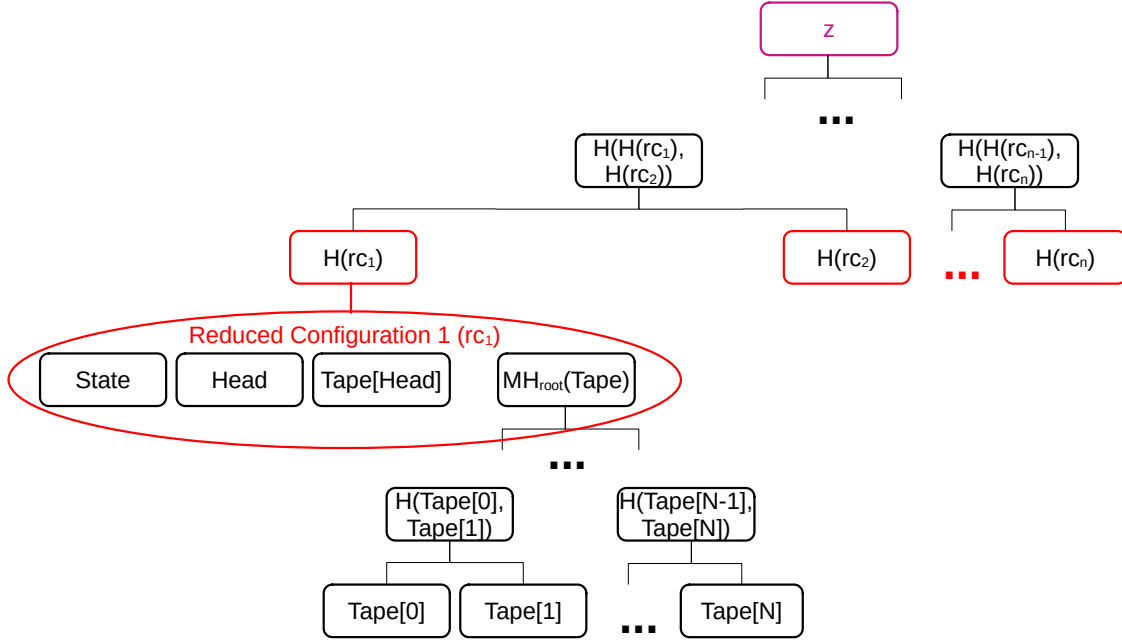 z
...
H(H(rc₁),
H(rc₂))
H(H(rcₙ₋₁),
H(rcₙ))
H(rc₁)
H(rc₂)
...
H(rcₙ)
Reduced Configuration 1 (rc₁)
State
Head
Tape[Head]
MH_root(Tape)
...
H(Tape[0],
Tape[1])
H(Tape[N-1],
Tape[N])
Tape[0]
Tape[1]
...
Tape[N]